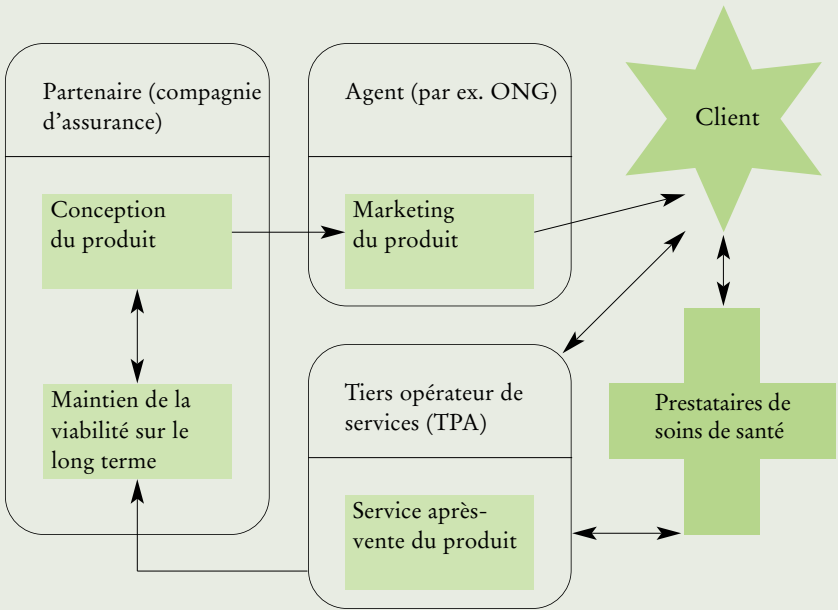 Partenaire (compagnie
d’assurance)
Conception
du produit
Maintien de la
viabilité sur le
long terme
Agent (par ex. ONG)
Marketing
du produit
Client
Tiers opérateur de
services (TPA)
Service après-
vente du produit
Prestataires de
soins de santé